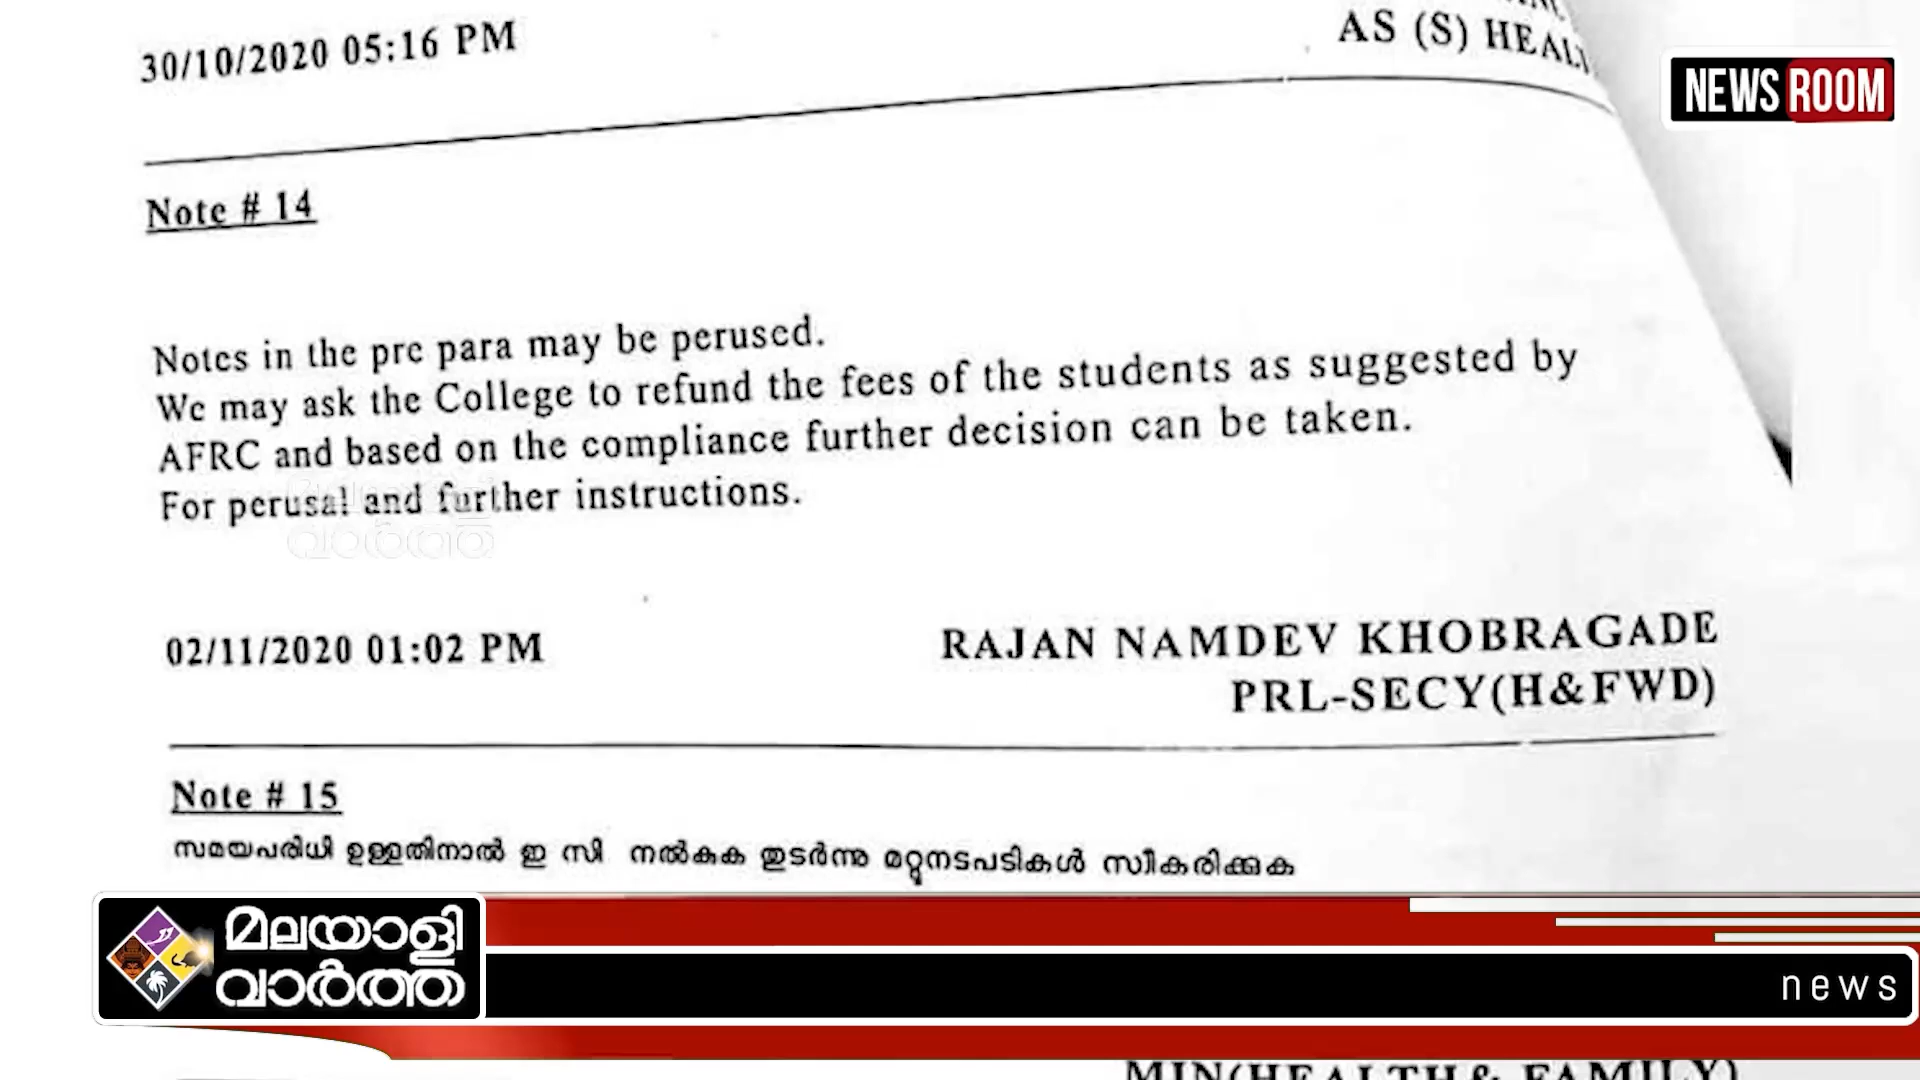 30/10/2020 05:16 PM
AS (S)
NEWS ROOM
Note # 14
Notes in the pre para may be perused.
We may ask the College to refund the fees of the students as suggested by
AFRC and based on the compliance further decision can be taken.
For perusal and further instructions.
വാർത്ത
02/11/2020 01:02 PM
RAJAN NAMDEV KHOBRAGADE
PRL-SECY(H&FWD)
Note # 15
സമയപരിധി ഉള്ളതിനാൽ ഇ സി നൽകുക തുടർന്നു മറ്റുനടപടികൾ സ്വീകരിക്കുക
മലയാളി
വാർത്ത
news
MIN(HEALTH & FAMILY)